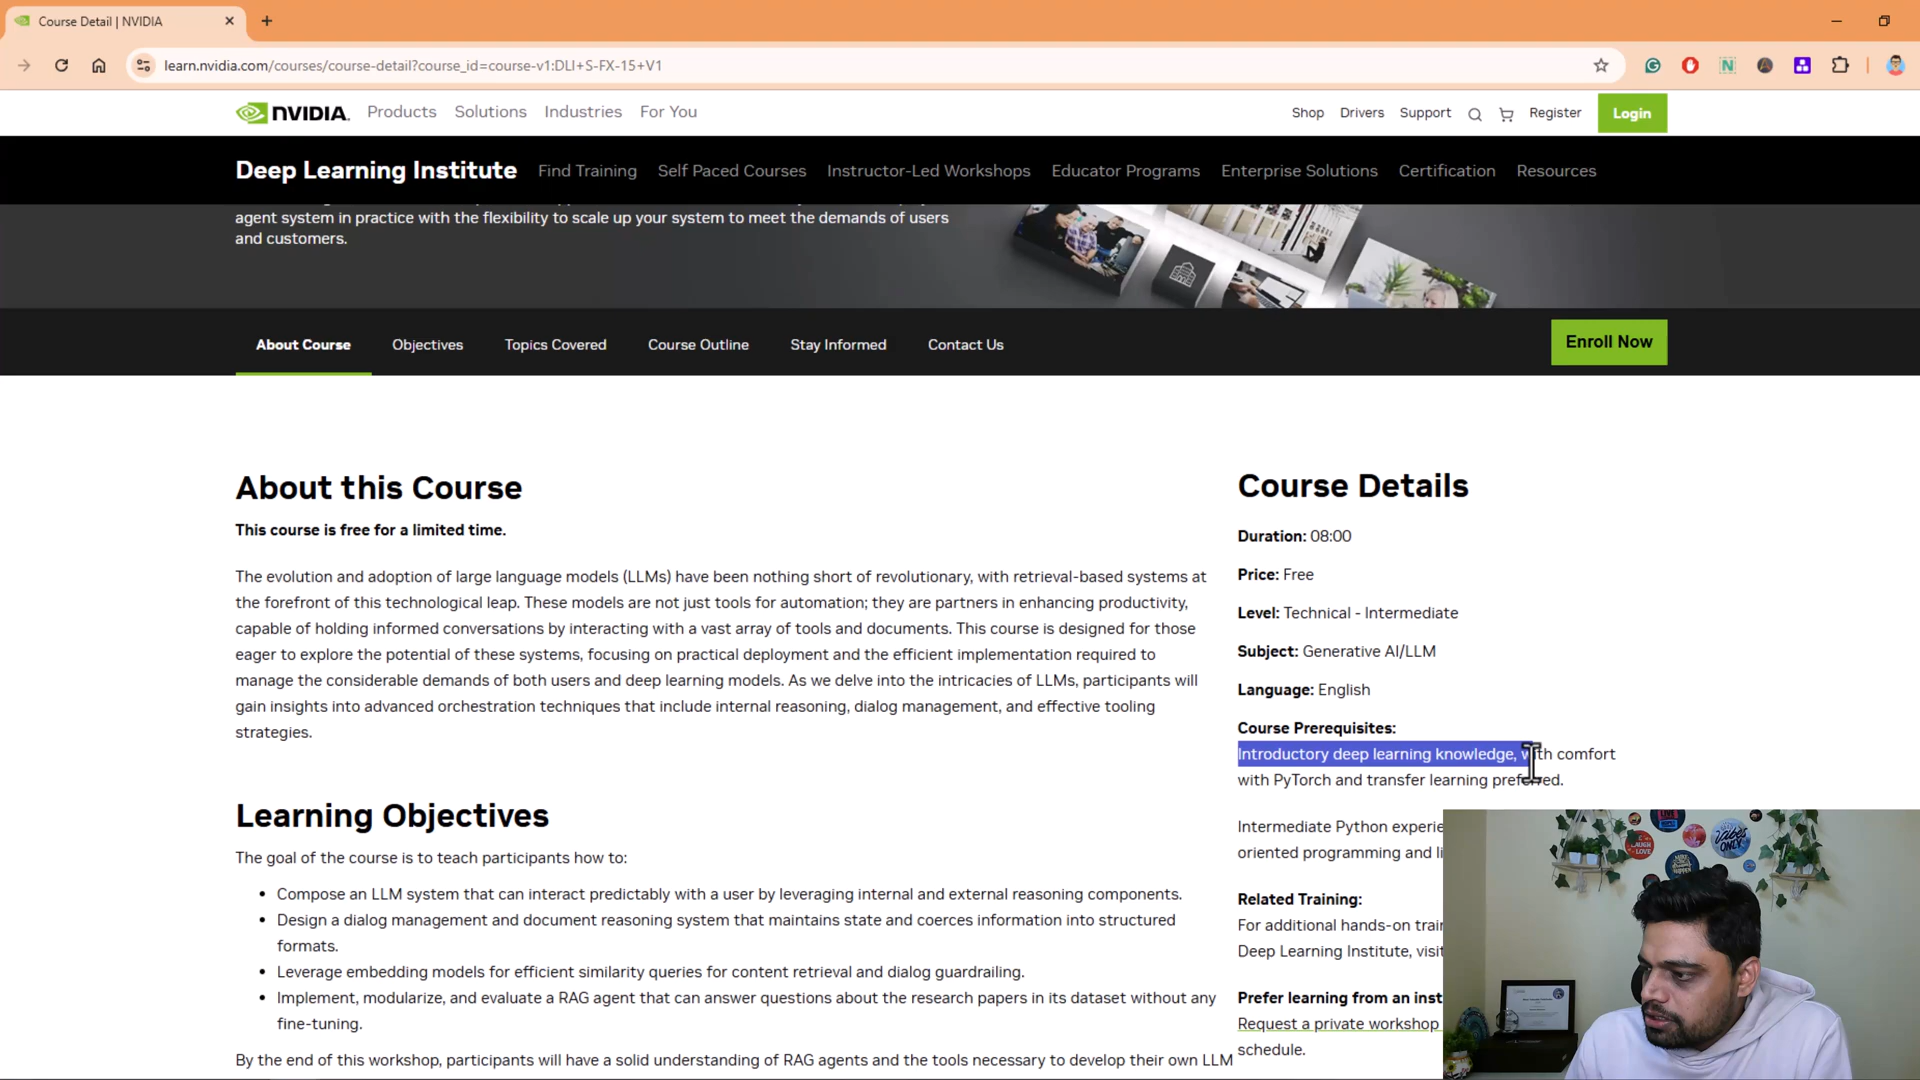 Course Detail | NVIDIA
learn.nvidia.com/courses/course-detail?course_id=course-v1:DLI+S-FX-15+V1
NVIDIA. Products Solutions Industries For You Shop Drivers Support Register Login
Deep Learning Institute Find Training Self Paced Courses Instructor-Led Workshops Educator Programs Enterprise Solutions Certification Resources
agent system in practice with the flexibility to scale up your system to meet the demands of users
and customers.
About Course Objectives Topics Covered Course Outline Stay Informed Contact Us Enroll Now
About this Course
This course is free for a limited time.
The evolution and adoption of large language models (LLMs) have been nothing short of revolutionary, with retrieval-based systems at
the forefront of this technological leap. These models are not just tools for automation; they are partners in enhancing productivity,
capable of holding informed conversations by interacting with a vast array of tools and documents. This course is designed for those
eager to explore the potential of these systems, focusing on practical deployment and the efficient implementation required to
manage the considerable demands of both users and deep learning models. As we delve into the intricacies of LLMs, participants will
gain insights into advanced orchestration techniques that include internal reasoning, dialog management, and effective tooling
strategies.
Learning Objectives
The goal of the course is to teach participants how to:
• Compose an LLM system that can interact predictably with a user by leveraging internal and external reasoning components.
• Design a dialog management and document reasoning system that maintains state and coerces information into structured
formats.
• Leverage embedding models for efficient similarity queries for content retrieval and dialog guardrailing.
• Implement, modularize, and evaluate a RAG agent that can answer questions about the research papers in its dataset without any
fine-tuning.
By the end of this workshop, participants will have a solid understanding of RAG agents and the tools necessary to develop their own LLM
Course Details
Duration: 08:00
Price: Free
Level: Technical - Intermediate
Subject: Generative AI/LLM
Language: English
Course Prerequisites:
Introductory deep learning knowledge, with comfort
with PyTorch and transfer learning preferred.
Intermediate Python experie
oriented programming and li
Related Training:
For additional hands-on trair
Deep Learning Institute, visit
Prefer learning from an inst
Request a private workshop
schedule.
VIBES
ONLY